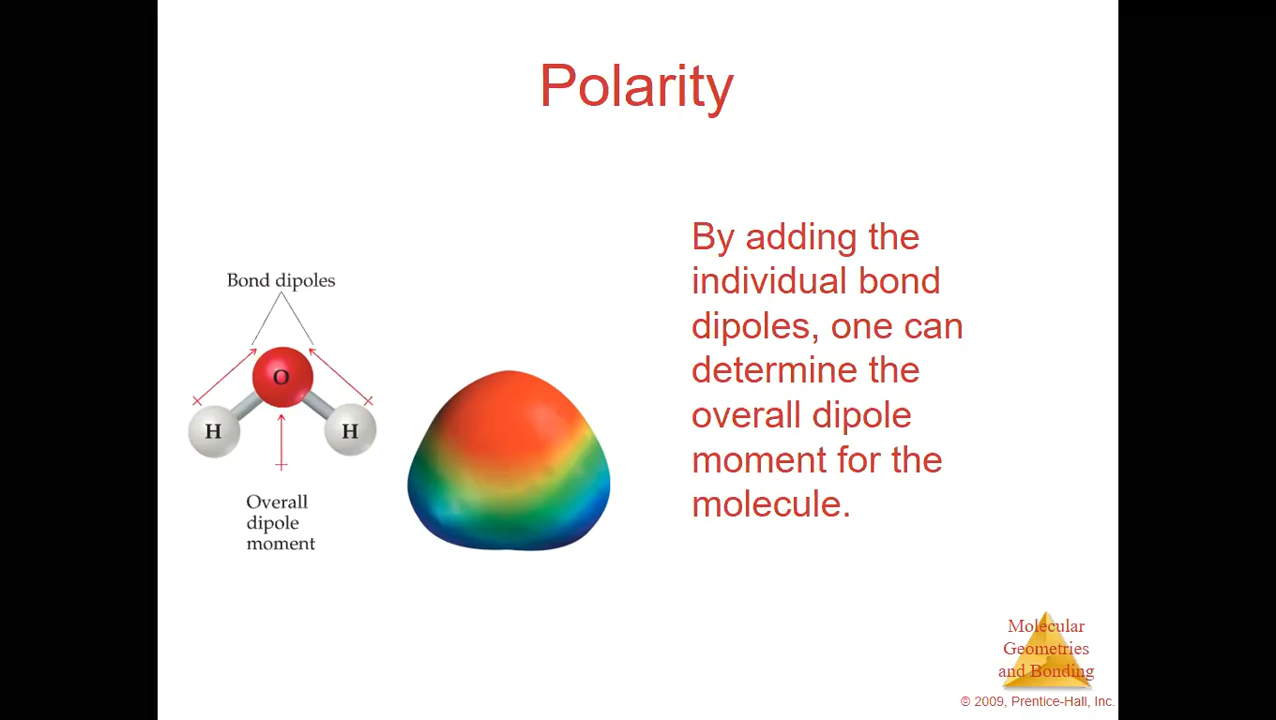 Polarity
Bond dipoles
O
H
H
Overall
dipole
moment
By adding the
individual bond
dipoles, one can
determine the
overall dipole
moment for the
molecule.
Molecular
Geometries
and Bonding
© 2009, Prentice-Hall, Inc.